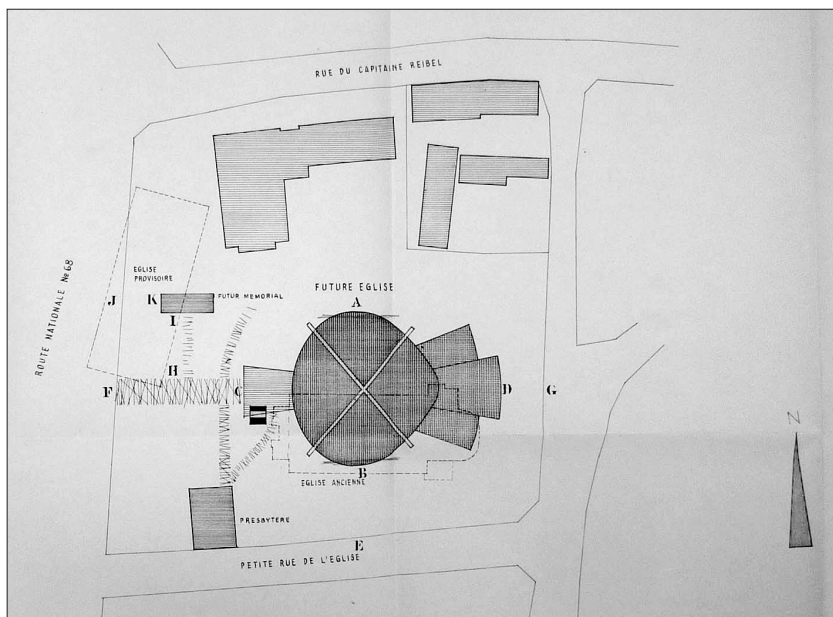 RUE DU CAPITAINE REIBEL
ROUTE NATIONALE No 68
EGLISE
PROVISOIRE
J
K
FUTUR MEMORIAL
I
FUTURE EGLISE
A
H
F
C
D
G
B
EGLISE ANCIENNE
PRESBYTERE
E
PETITE RUE DE L'EGLISE
N